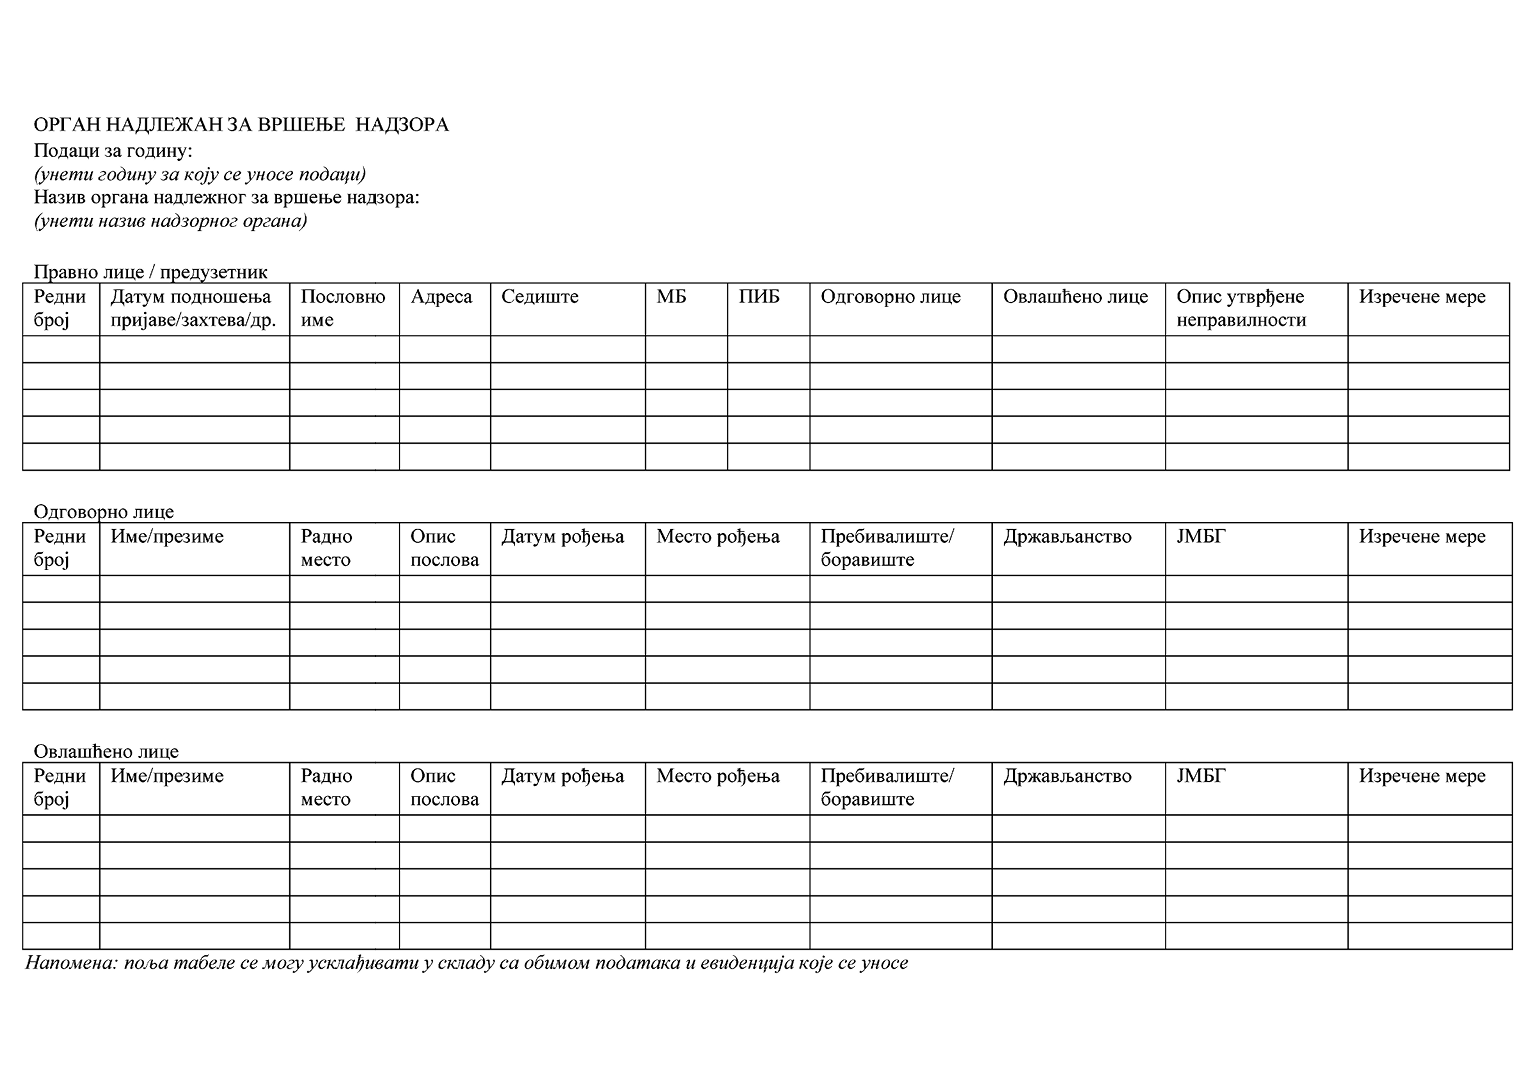 ОРГАН НАДЛЕЖАН ЗА ВРШЕЊЕ  НАДЗОРА
Подаци за годину:
(унети годину за коју се уносе подаци)
Назив органа надлежног за вршење надзора:
(унети назив надзорног органа)
Правно лице / предузетник
Редни број	Датум подношења пријаве/захтева/др.	Пословно име	Адреса	Седиште	МБ	ПИБ	Одговорно лице	Овлашћено лице	Опис утврђене неправилности	Изречене мере
Одговорно лице
Редни број	Име/презиме	Радно место	Опис послова	Датум рођења	Место рођења	Пребивалиште/ боравиште	Држављанство	ЈМБГ	Изречене мере
Овлашћено лице
Редни број	Име/презиме	Радно место	Опис послова	Датум рођења	Место рођења	Пребивалиште/ боравиште	Држављанство	ЈМБГ	Изречене мере
Напомена: поља табеле се могу усклађивати у складу са обимом података и евиденција које се уносе